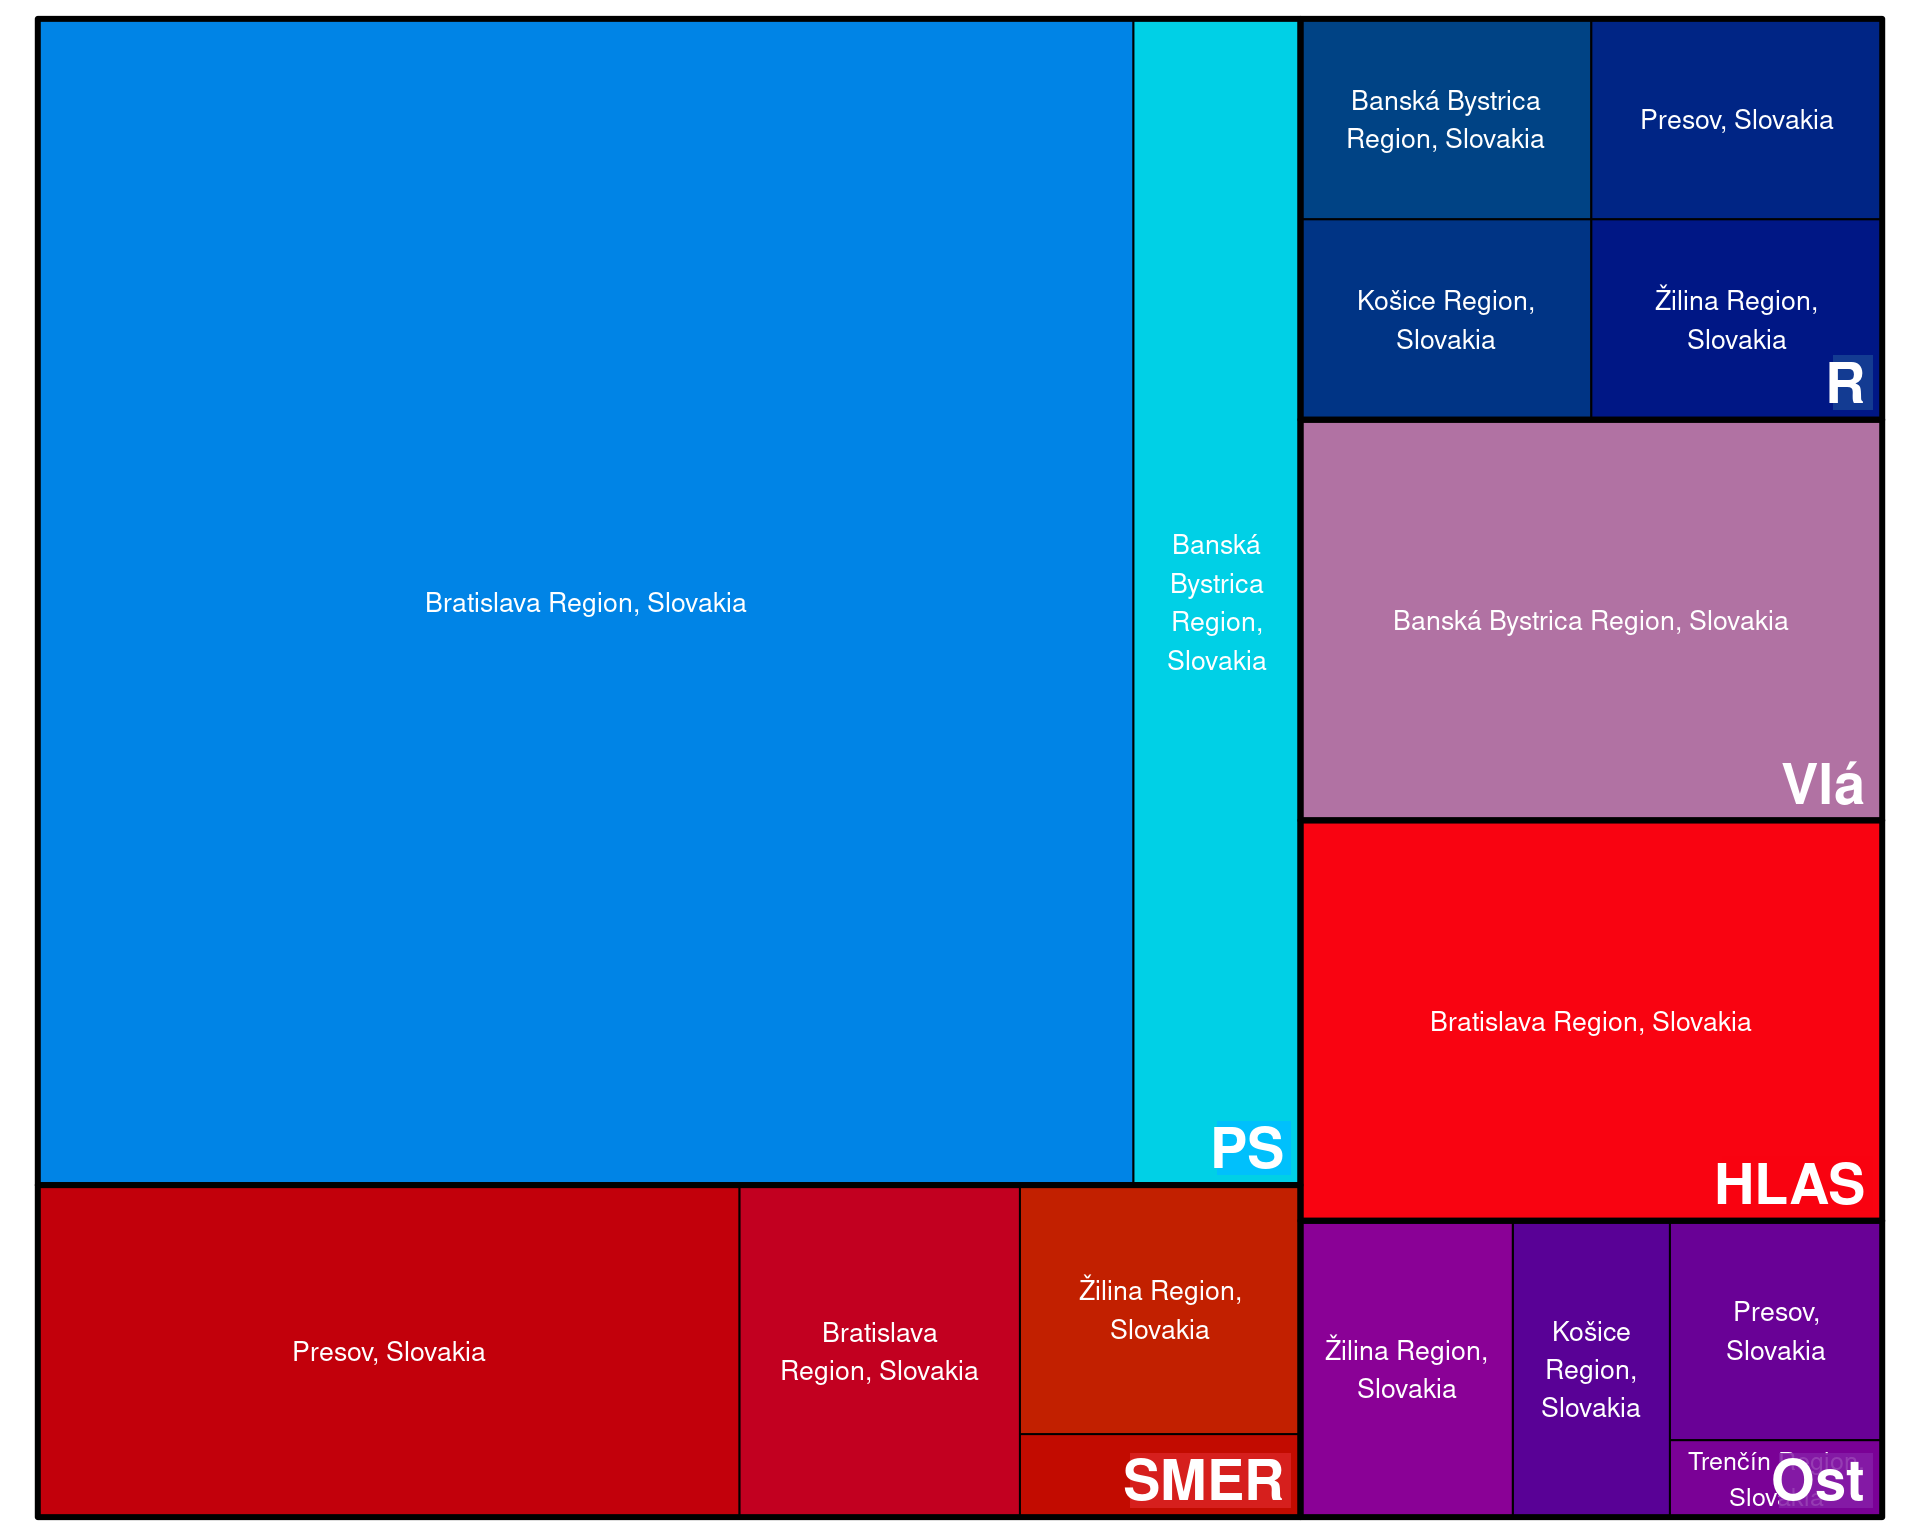 Bratislava Region, Slovakia
Banská
Bystrica
Region,
Slovakia
PS
Presov, Slovakia
Bratislava
Region, Slovakia
Žilina Region,
Slovakia
SMER
Banská Bystrica
Region, Slovakia
Presov, Slovakia
Košice Region,
Slovakia
Žilina Region,
Slovakia
R
Banská Bystrica Region, Slovakia
Vlá
Bratislava Region, Slovakia
HLAS
Žilina Region,
Slovakia
Košice
Region,
Slovakia
Presov,
Slovakia
Trenčín Region,
Slovakia
Ost